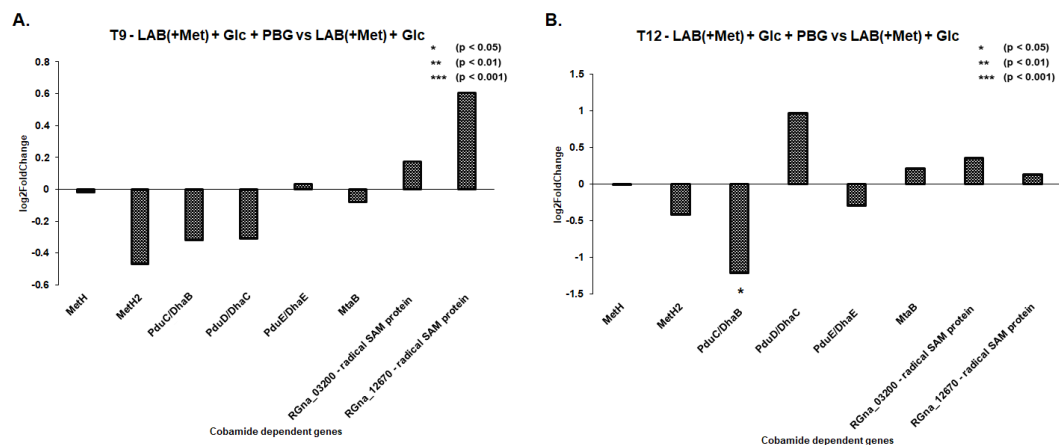 A.
T9 - LAB(+Met) + Glc + PBG vs LAB(+Met) + Glc
* (p < 0.05)
** (p < 0.01)
*** (p < 0.001)
0.8
0.6
0.4
0.2
0
-0.2
-0.4
-0.6
log2FoldChange
MetH
MetH2
PduC/DhaB
PduD/DhaC
PduE/DhaE
MtaB
RGna_03200 - radical SAM protein
RGna_12670 - radical SAM protein
Cobamide dependent genes
B.
T12 - LAB(+Met) + Glc + PBG vs LAB(+Met) + Glc
* (p < 0.05)
** (p < 0.01)
*** (p < 0.001)
1.5
1
0.5
0
-0.5
-1
-1.5
log2FoldChange
*
MetH
MetH2
PduC/DhaB
PduD/DhaC
PduE/DhaE
MtaB
RGna_03200 - radical SAM protein
RGna_12670 - radical SAM protein
Cobamide dependent genes